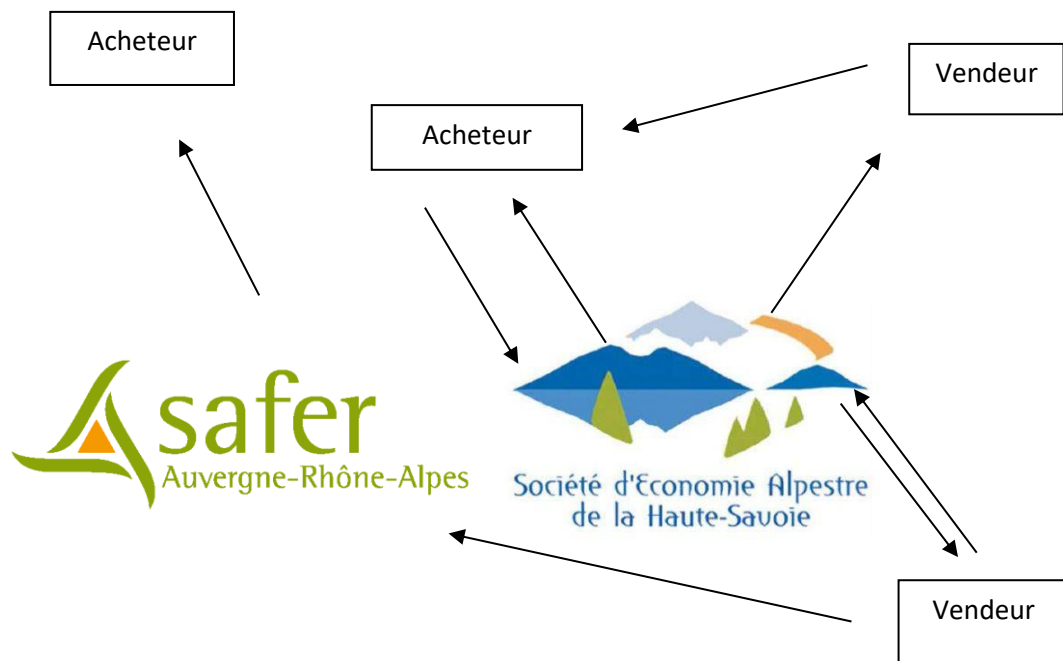 Acheteur
Vendeur
Acheteur
safer
Auvergne-Rhône-Alpes
Société d'Economie Alpestre
de la Haute-Savoie
Vendeur